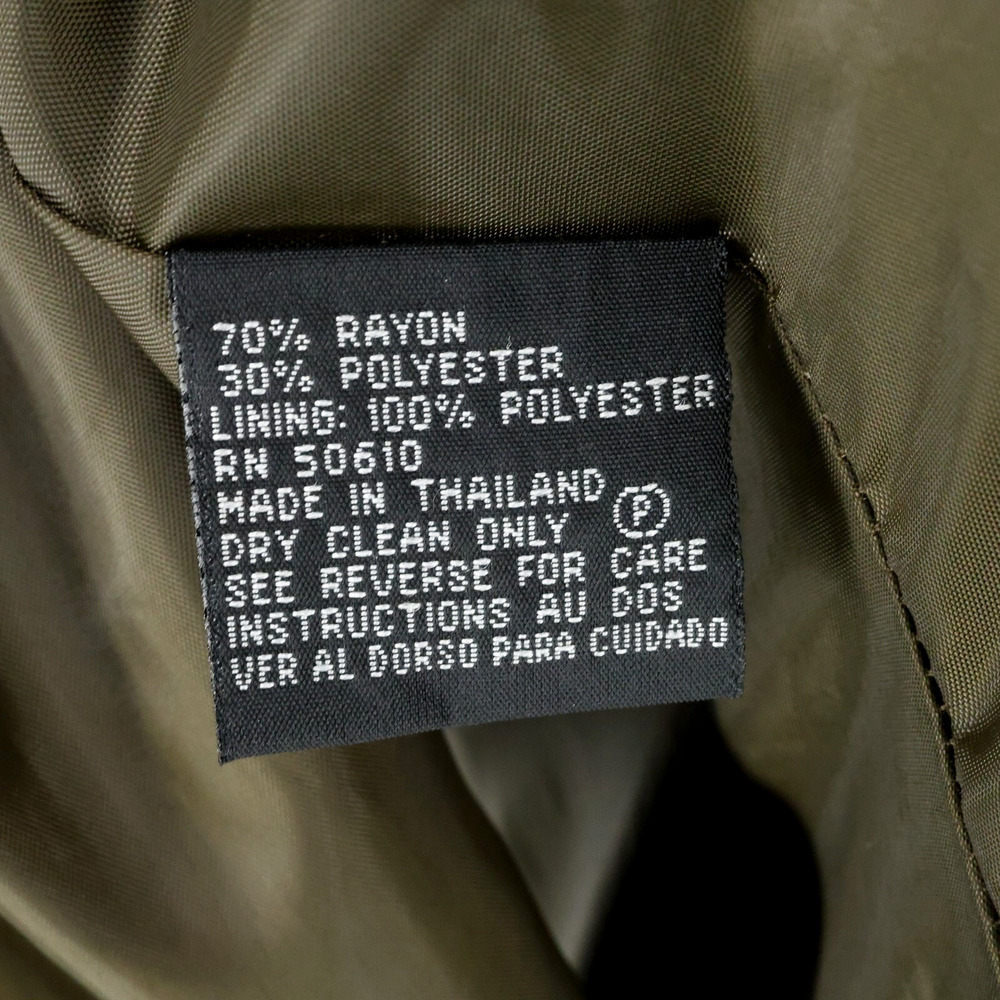 70% RAYON
30% POLYESTER
LINING: 100% POLYESTER
RN 50610
MADE IN THAILAND
DRY CLEAN ONLY Ⓟ
SEE REVERSE FOR CARE
INSTRUCTIONS AU DOS
VER AL DORSO PARA CUIDADO